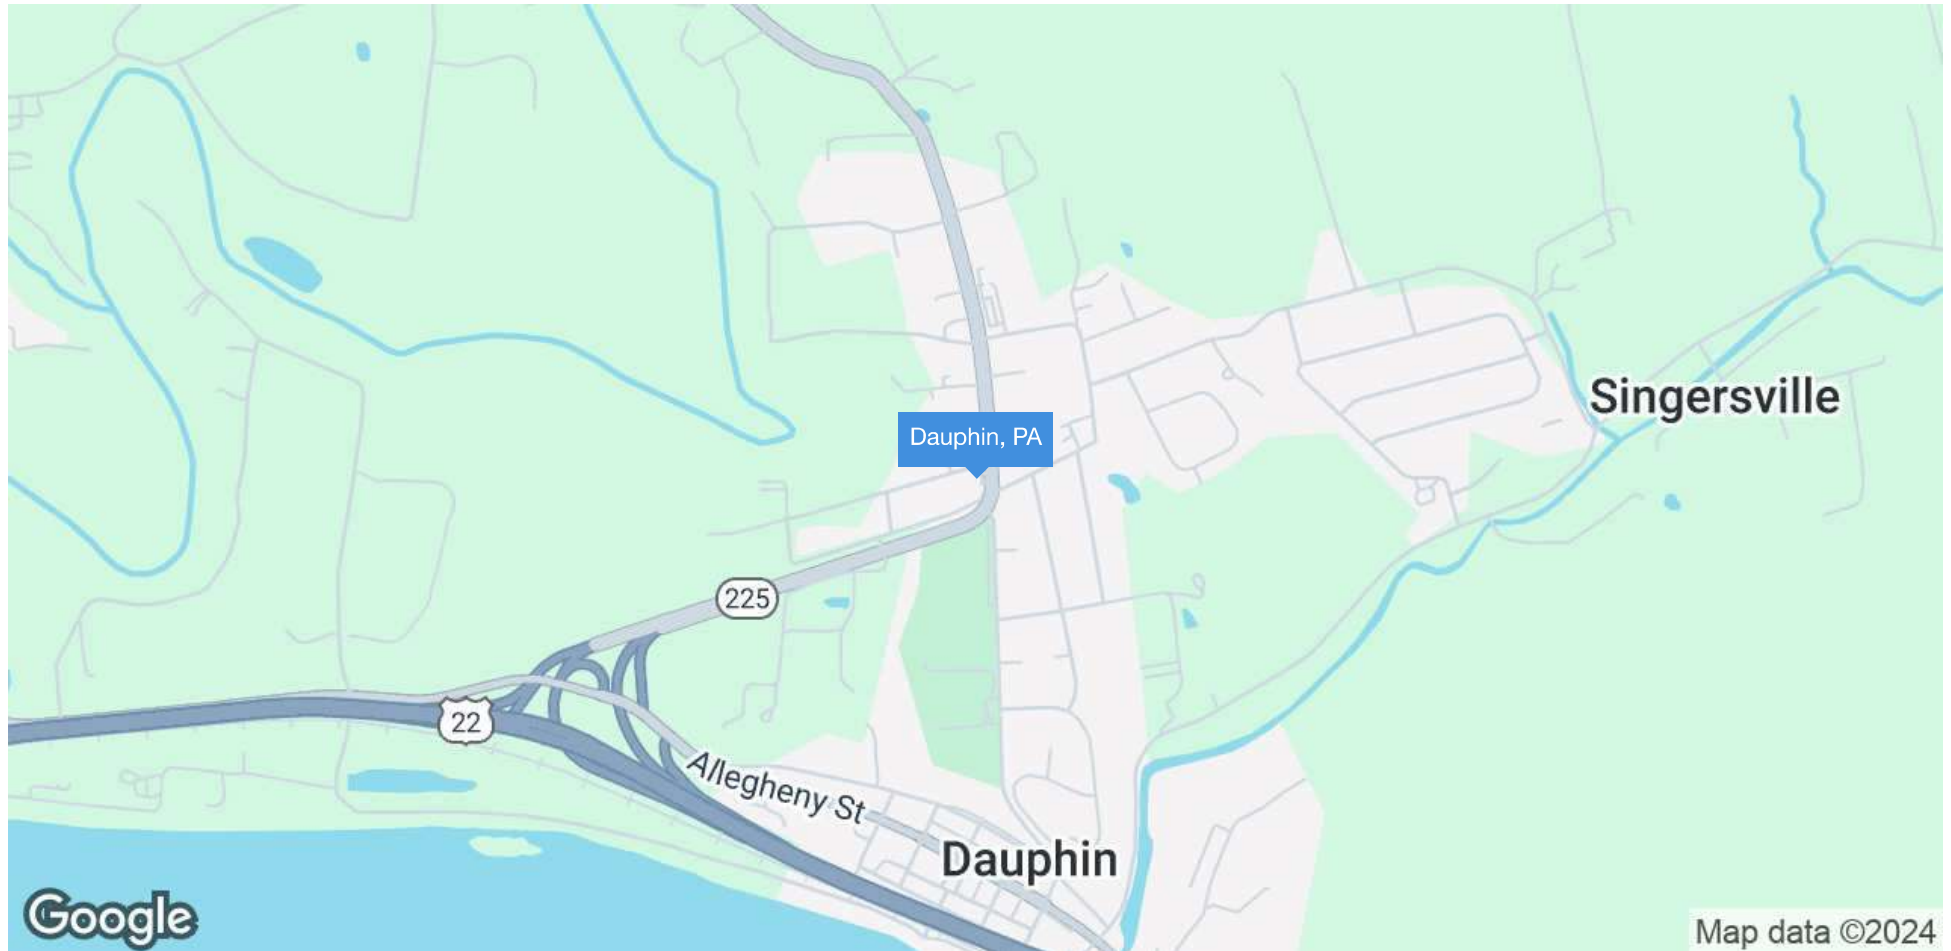 Singersville
Dauphin, PA
225
22
Allegheny St
Dauphin
Google
Map data ©2024